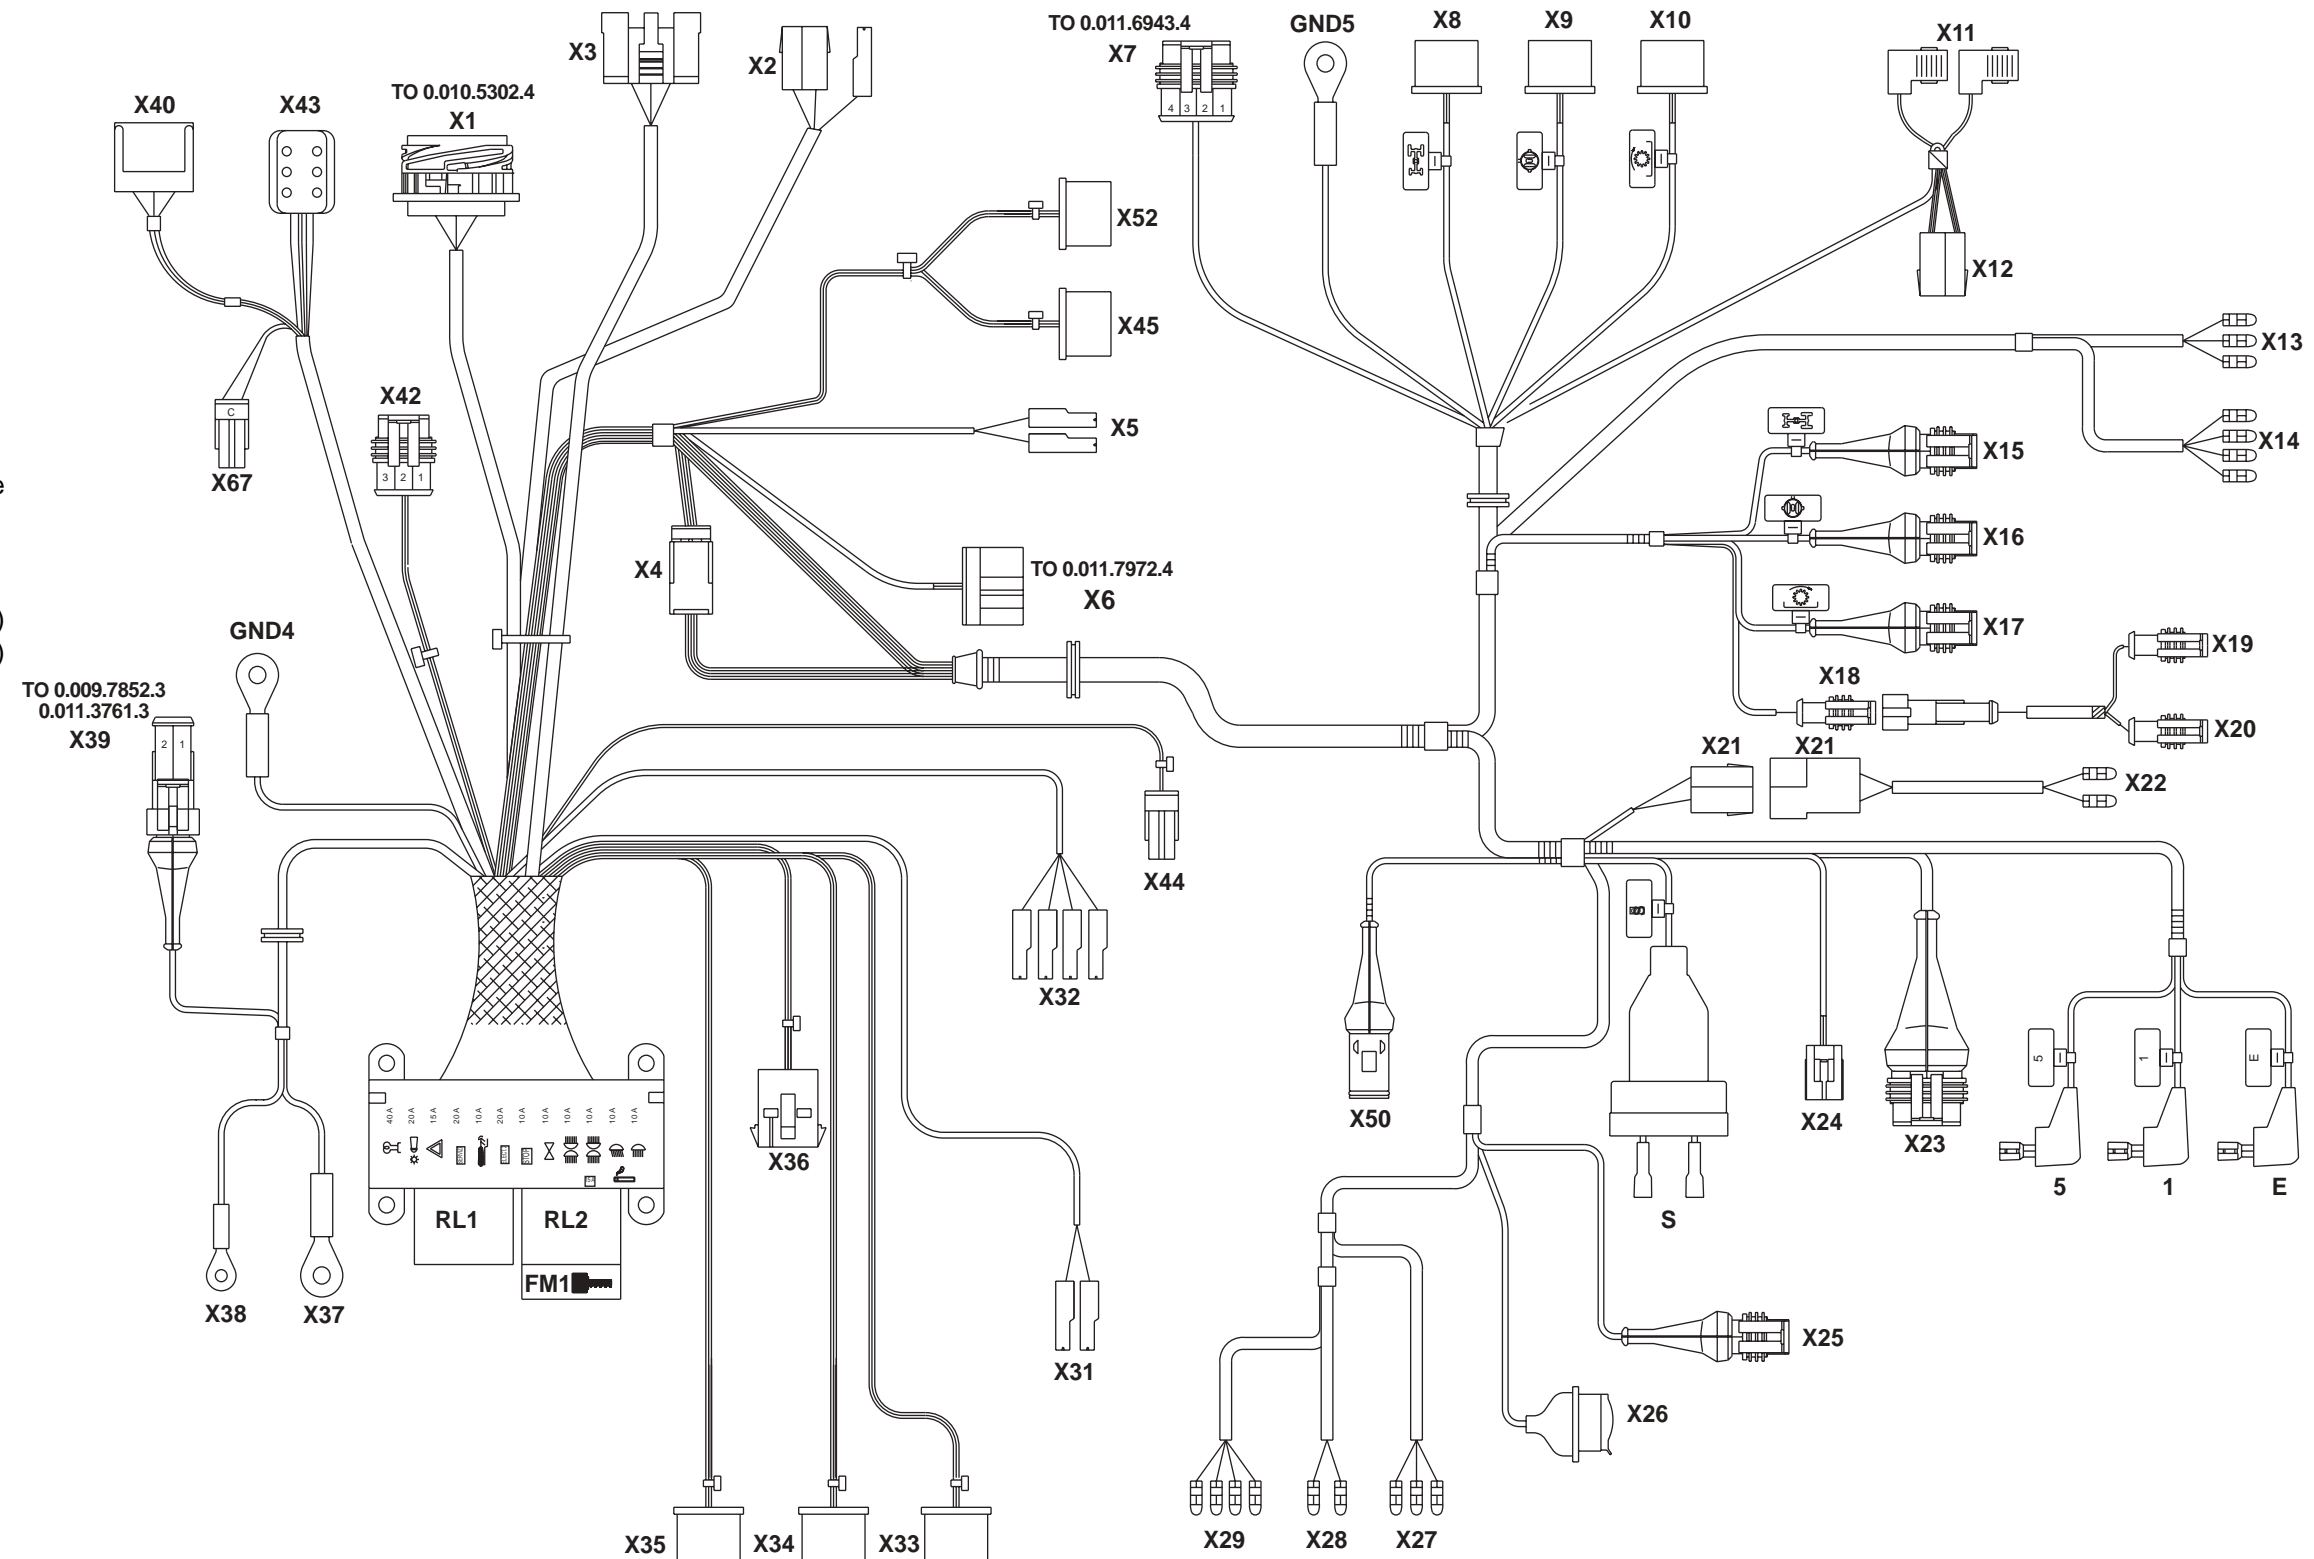 X3
X2
TO 0.011.6943.4
X7
GND5
X8
X9
X10
X11
X40
X43
TO 0.010.5302.4
X1
4 3 2 1
X52
X12
X45
X13
X42
X5
X14
C
X67
3 2 1
X15
e
X16
X4
TO 0.011.7972.4
X6
)
)
GND4
X17
X19
X18
X20
TO 0.009.7852.3
0.011.3761.3
X39
2 1
X21
X21
X22
X44
X32
5
1
E
X50
X24
X23
40A
20A
15A
20A
10A
20A
10A
10A
10A
10A
10A
10A
STOP
X36
5
1
E
RL1
RL2
S
FM1
X38
X37
X25
X31
X26
X35
X34
X33
X29
X28
X27